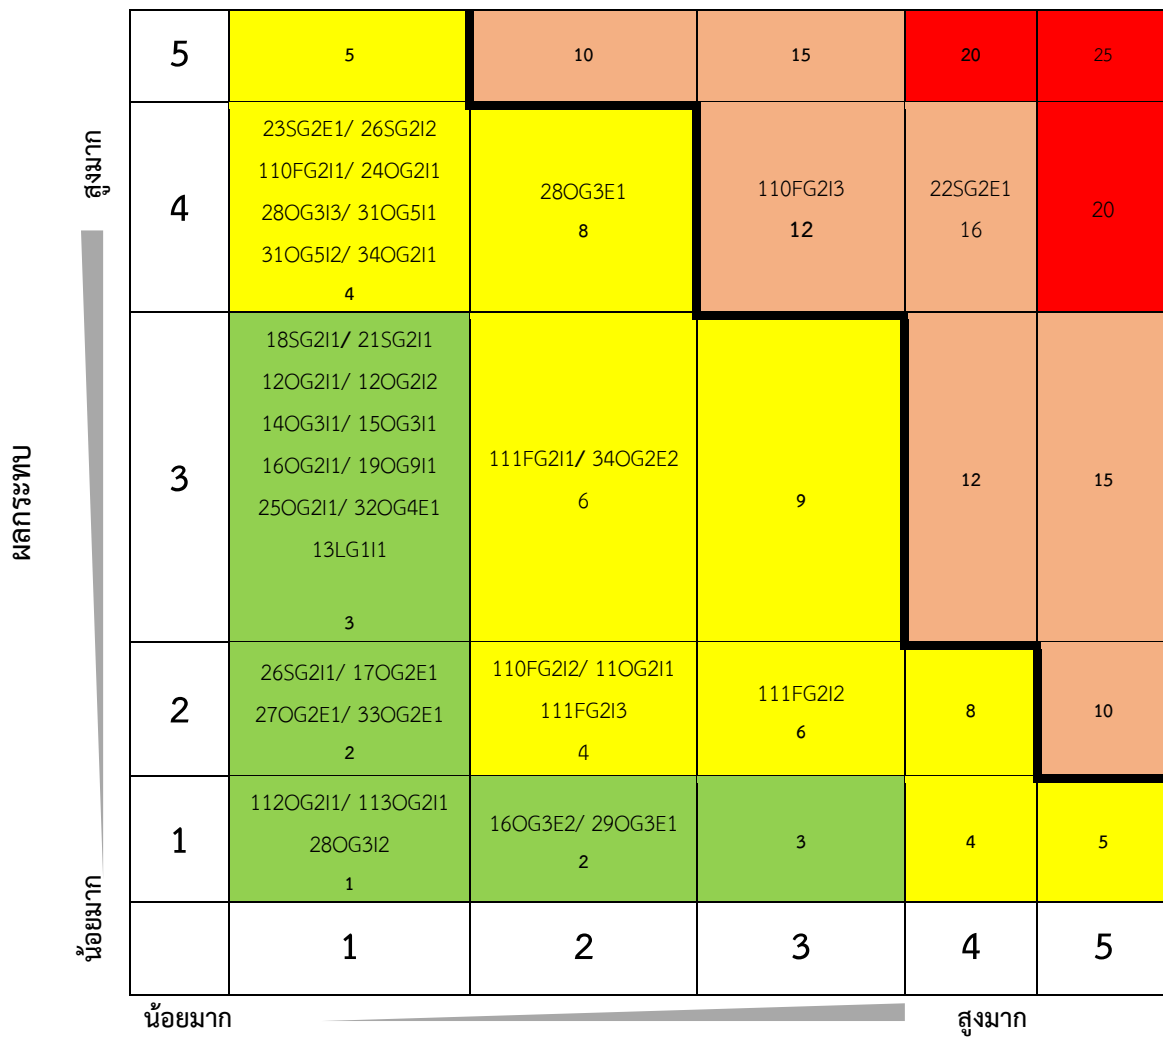 5
5
10
15
20
25
สูงมาก
4
23SG2E1/ 26SG2I2
110FG2I1/ 24OG2I1
28OG3I3/ 31OG5I1
31OG5I2/ 34OG2I1
4
28OG3E1
8
110FG2I3
12
22SG2E1
16
20
ผลกระทบ
3
18SG2I1/ 21SG2I1
12OG2I1/ 12OG2I2
14OG3I1/ 15OG3I1
16OG2I1/ 19OG9I1
25OG2I1/ 32OG4E1
13LG1I1
3
111FG2I1/ 34OG2E2
6
9
12
15
2
26SG2I1/ 17OG2E1
27OG2E1/ 33OG2E1
2
110FG2I2/ 11OG2I1
111FG2I3
4
111FG2I2
6
8
10
น้อยมาก
1
112OG2I1/ 113OG2I1
28OG3I2
1
16OG3E2/ 29OG3E1
2
3
4
5
1
2
3
4
5
น้อยมาก
สูงมาก